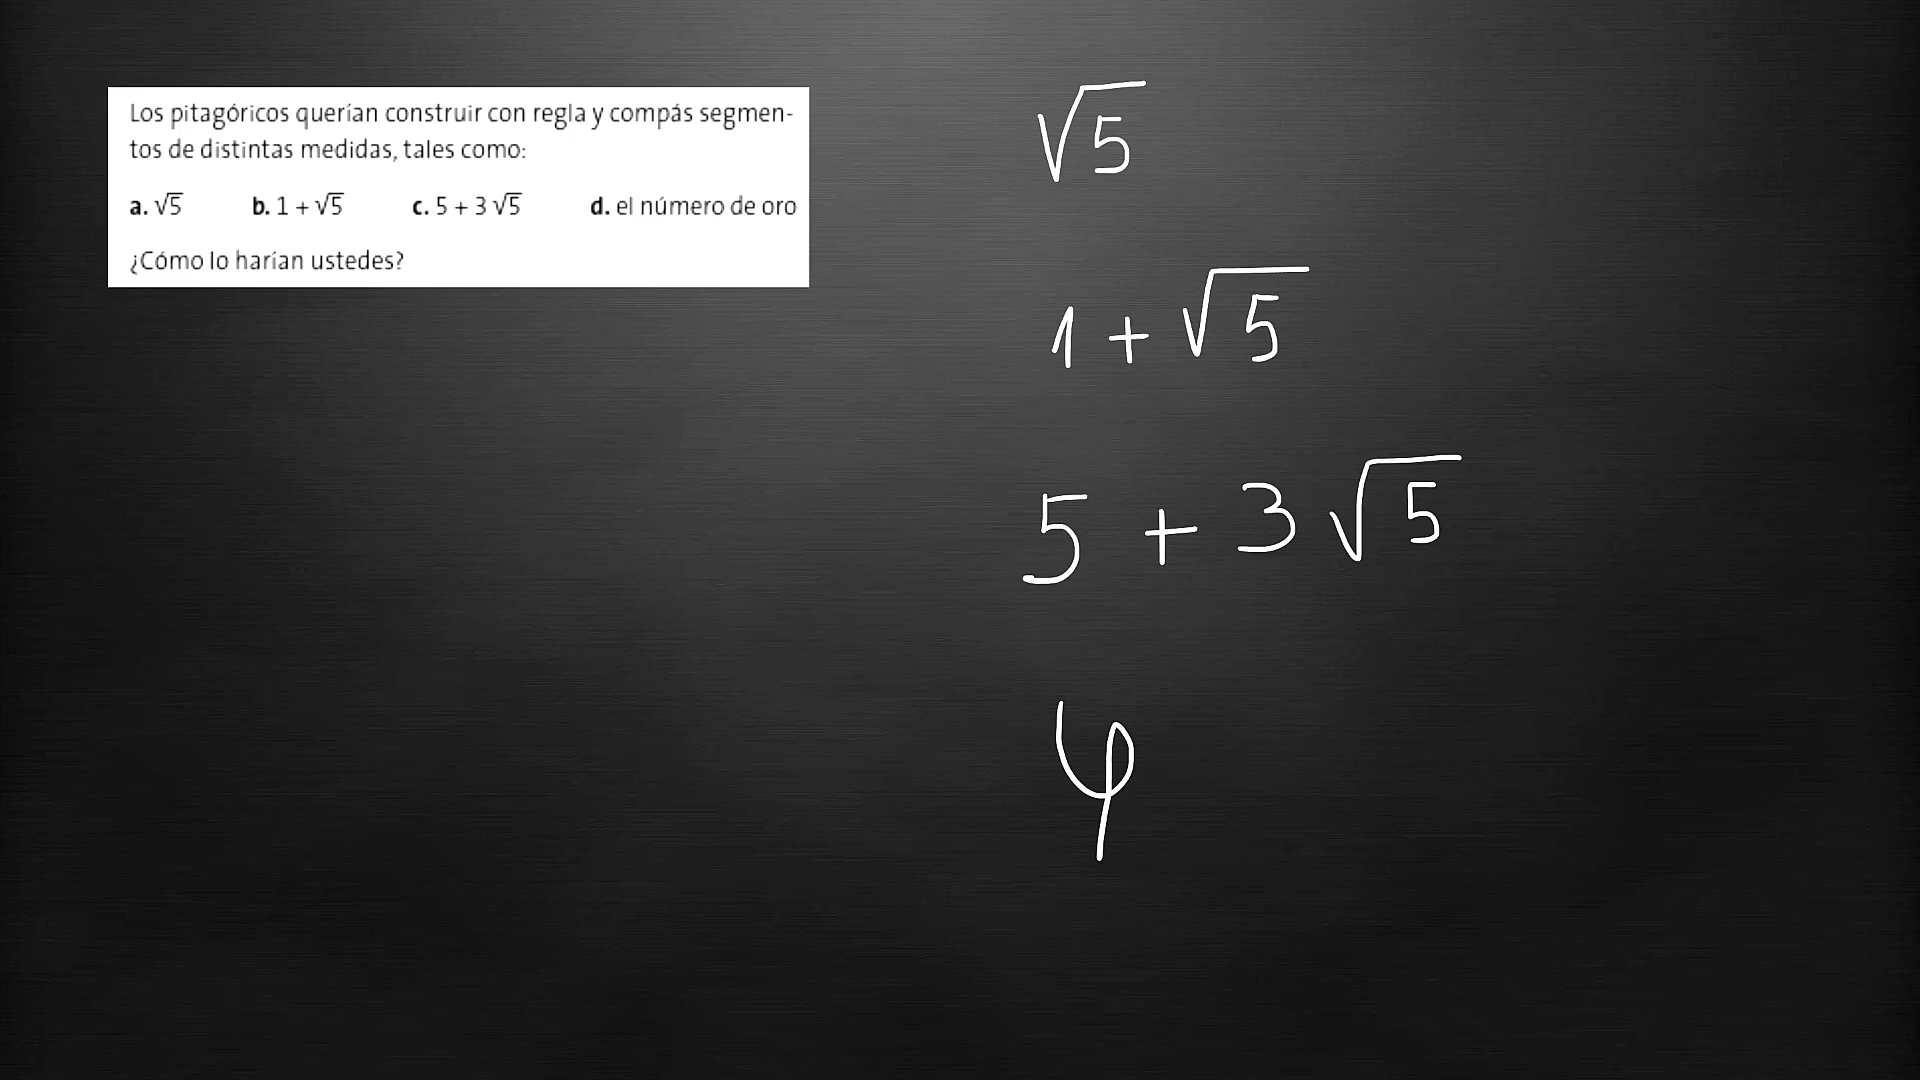 Los pitagóricos querían construir con regla y compás segmen-
tos de distintas medidas, tales como:
a. √5 b. 1 + √5 c. 5 + 3 √5 d. el número de oro
¿Cómo lo harían ustedes?
√5
1 + √5
5 + 3 √5
φ